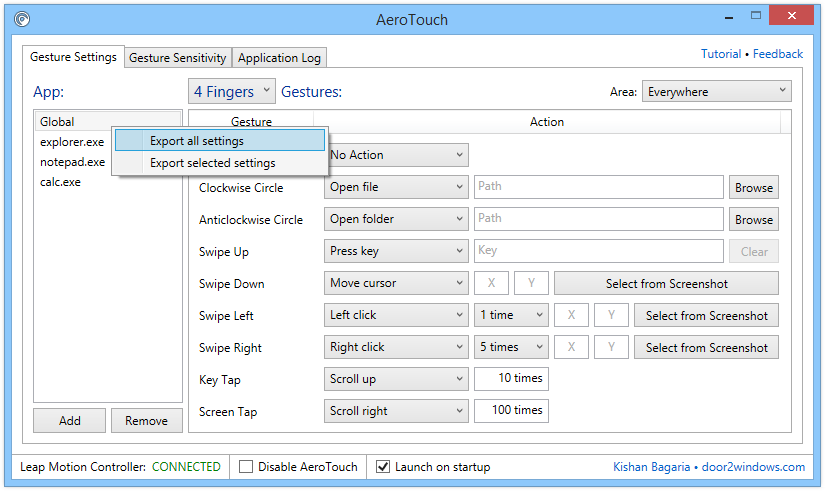 AeroTouch
Gesture Settings Gesture Sensitivity Application Log
Tutorial • Feedback
App: 4 Fingers Gestures: Area: Everywhere
Global Gesture Action
explorer.exe Export all settings
No Action
notepad.exe Export selected settings
calc.exe Clockwise Circle Open file Path Browse
Anticlockwise Circle Open folder Path Browse
Swipe Up Press key Key Clear
Swipe Down Move cursor X Y Select from Screenshot
Swipe Left Left click 1 time X Y Select from Screenshot
Swipe Right Right click 5 times X Y Select from Screenshot
Key Tap Scroll up 10 times
Screen Tap Scroll right 100 times
Add Remove
Leap Motion Controller: CONNECTED Disable AeroTouch Launch on startup Kishan Bagaria • door2windows.com